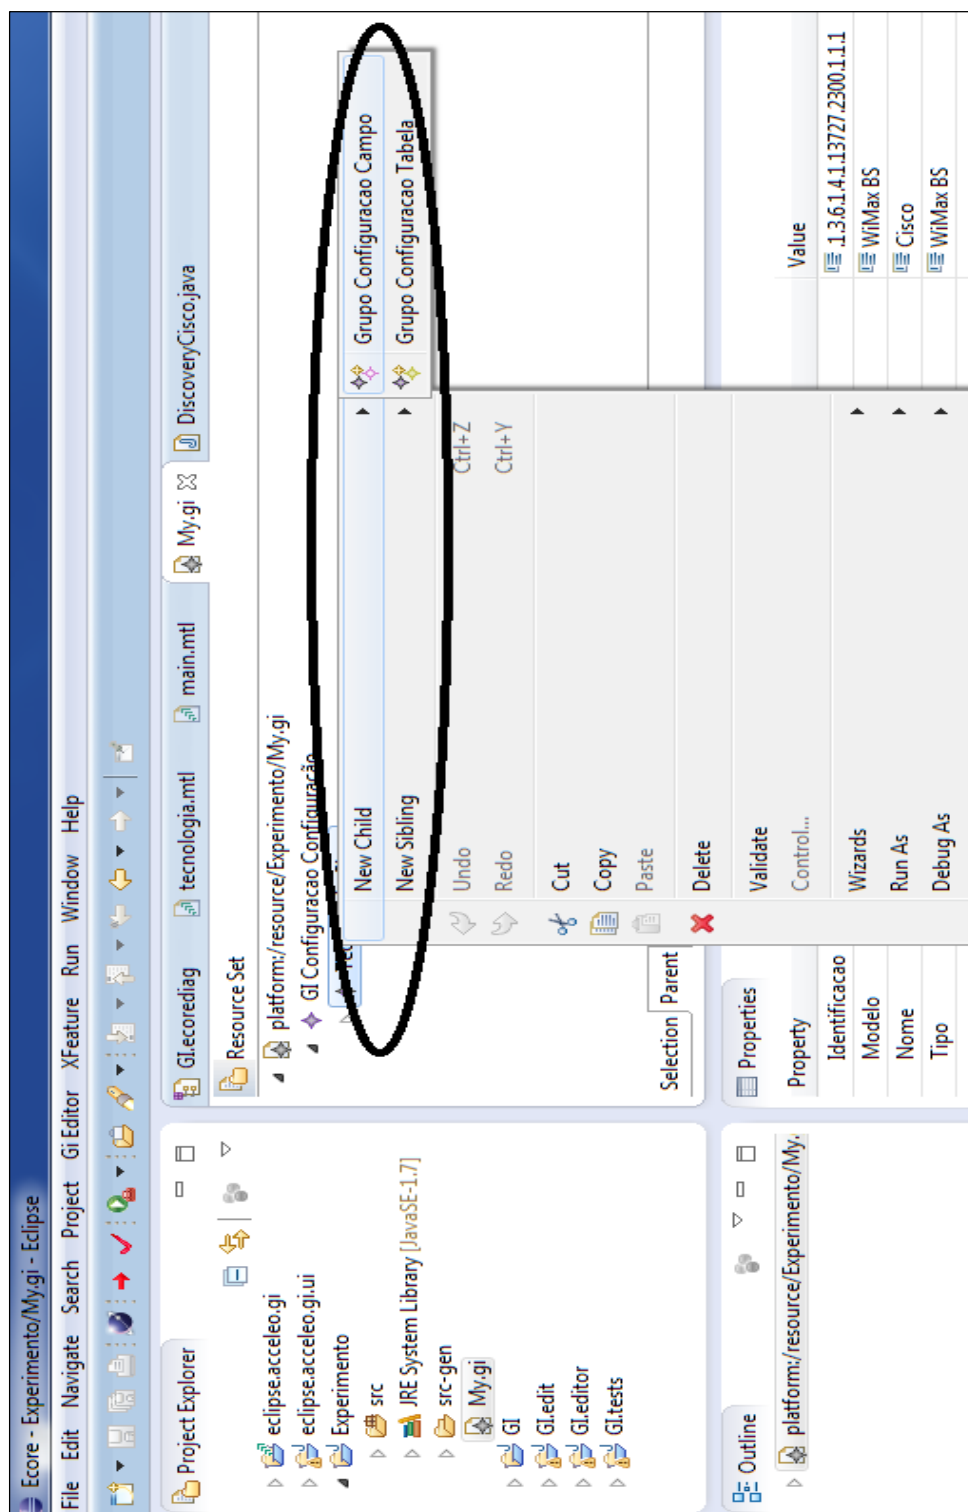 Ecore - Experimento/My.gi - Eclipse
File Edit Navigate Search Project Gi Editor XFeature Run Window Help
Project Explorer
eclipse.acceleo.gi
eclipse.acceleo.gi.ui
Experimento
src
JRE System Library [JavaSE-1.7]
src-gen
My.gi
GI
GI.edit
GI.editor
GI.tests
Outline
platform:/resource/Experimento/My.
GI.ecorediag tecnologia.mtl main.mtl My.gi DiscoveryCisco.java
Resource Set
platform:/resource/Experimento/My.gi
GI Configuracao Configuração
New Child
New Sibling
Undo Ctrl+Z
Redo Ctrl+Y
Cut
Copy
Paste
Delete
Validate
Control...
Wizards
Run As
Debug As
Grupo Configuracao Campo
Grupo Configuracao Tabela
Selection Parent
Properties
Property Value
Identificacao .1.3.6.1.4.1.13727.2300.1.1.1
Modelo WiMax BS
Nome Cisco
Tipo WiMax BS